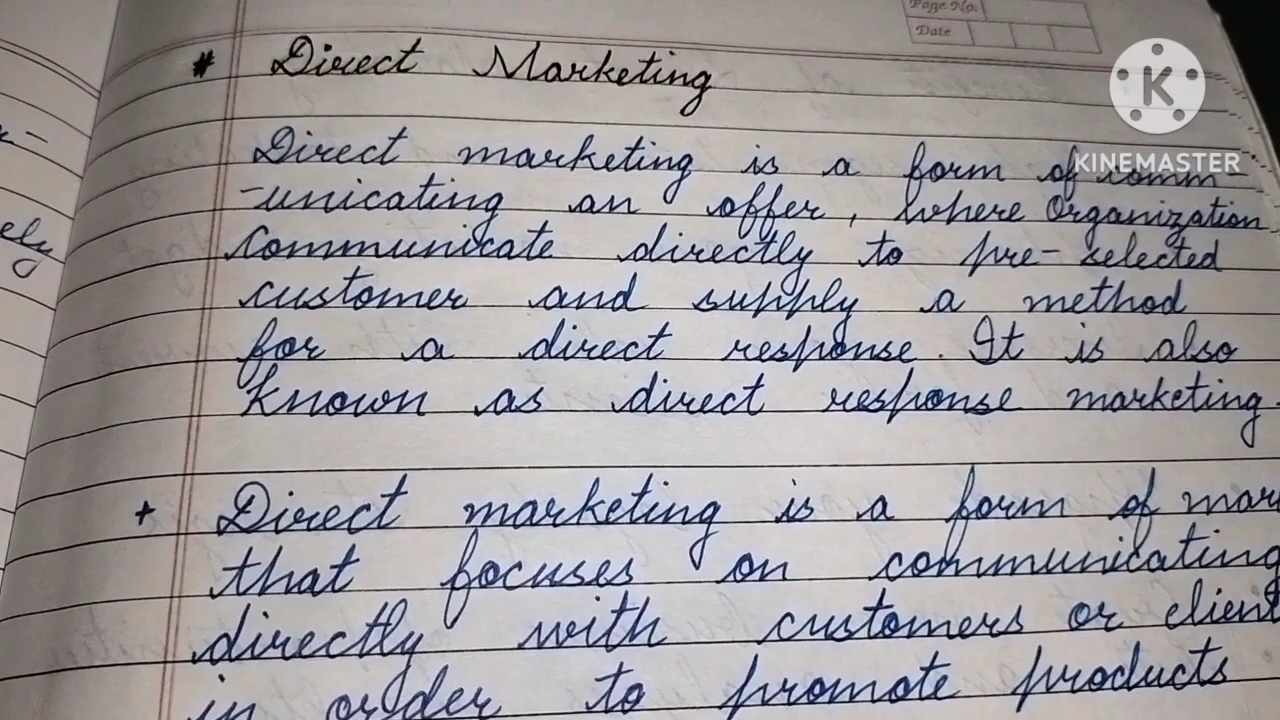 Page No.
Date
# Direct Marketing
Direct marketing is a form of comm-
-unicating an offer, where Organization
Communicate directly to pre-selected
customer and supply a method
for a direct response. It is also
known as direct response marketing.
+ Direct marketing is a form of mar
that focuses on communicating
directly with customers or client
in order to promote products
ely
KINEMASTER